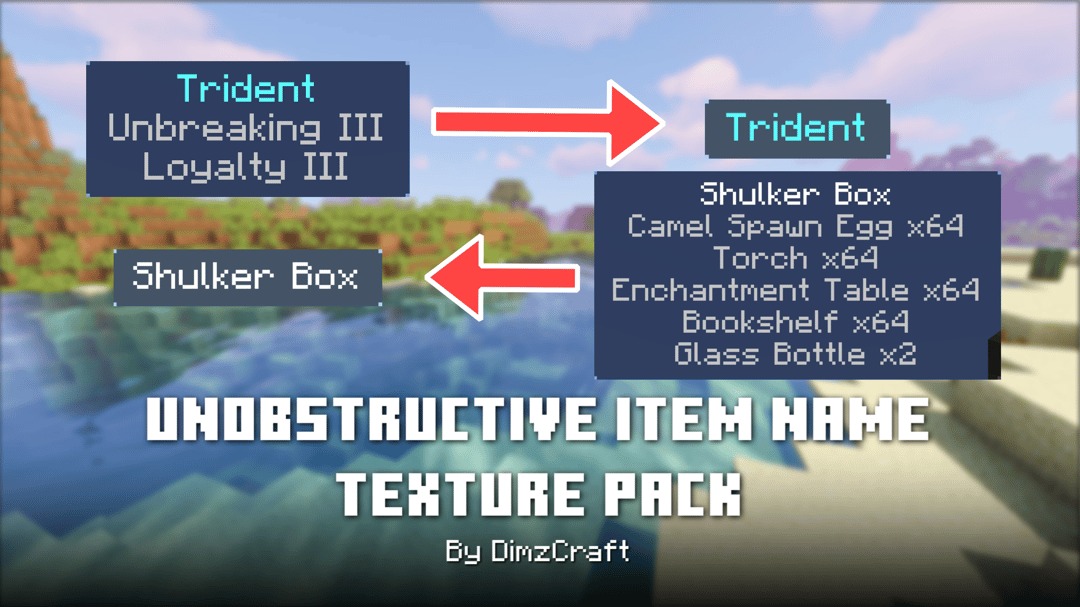 Trident
Unbreaking III
Loyalty III
Trident
Shulker Box
Shulker Box
Camel Spawn Egg x64
Torch x64
Enchantment Table x64
Bookshelf x64
Glass Bottle x2
UNOBSTRUCTIVE ITEM NAME
TEXTURE PACK
By DimzCraft